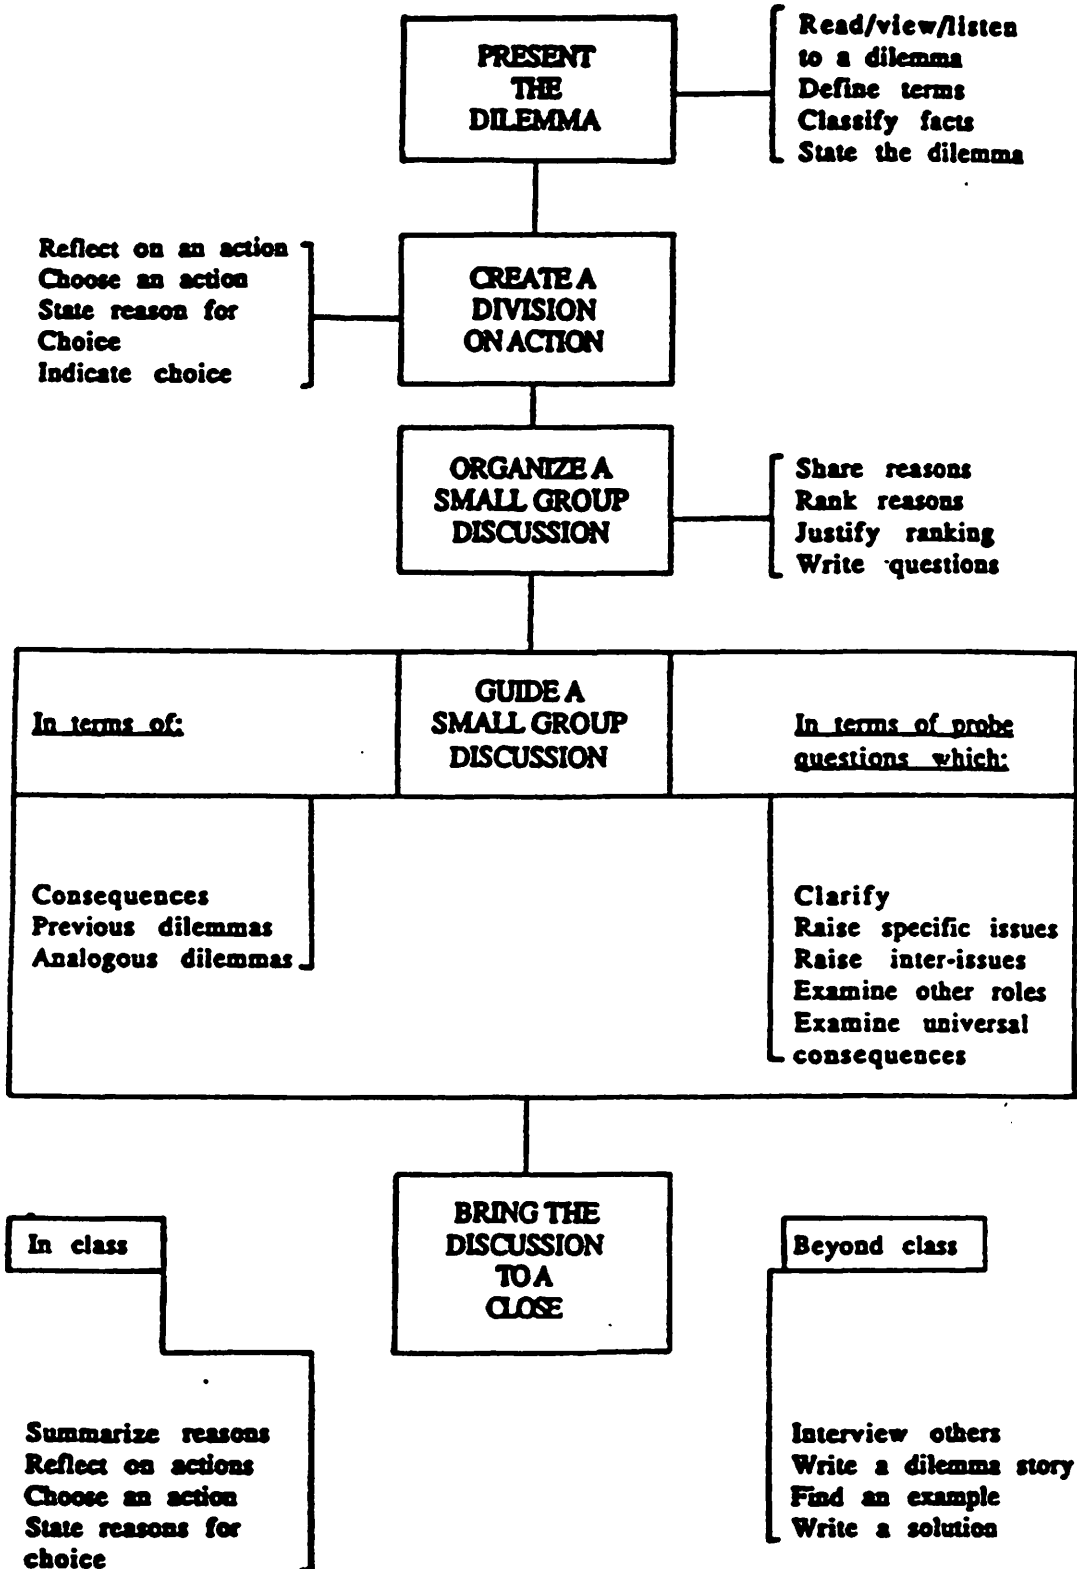 PRESENT
THE
DILEMMA
Read/view/listen
to a dilemma
Define terms
Classify facts
State the dilemma
Reflect on an action
Choose an action
State reason for
Choice
Indicate choice
CREATE A
DIVISION
ON ACTION
ORGANIZE A
SMALL GROUP
DISCUSSION
Share reasons
Rank reasons
Justify ranking
Write questions
In terms of:
GUIDE A
SMALL GROUP
DISCUSSION
In terms of probe
questions which:
Consequences
Previous dilemmas
Analogous dilemmas
Clarify
Raise specific issues
Raise inter-issues
Examine other roles
Examine universal
consequences
BRING THE
DISCUSSION
TO A
CLOSE
In class
Summarize reasons
Reflect on actions
Choose an action
State reasons for
choice
Beyond class
Interview others
Write a dilemma story
Find an example
Write a solution